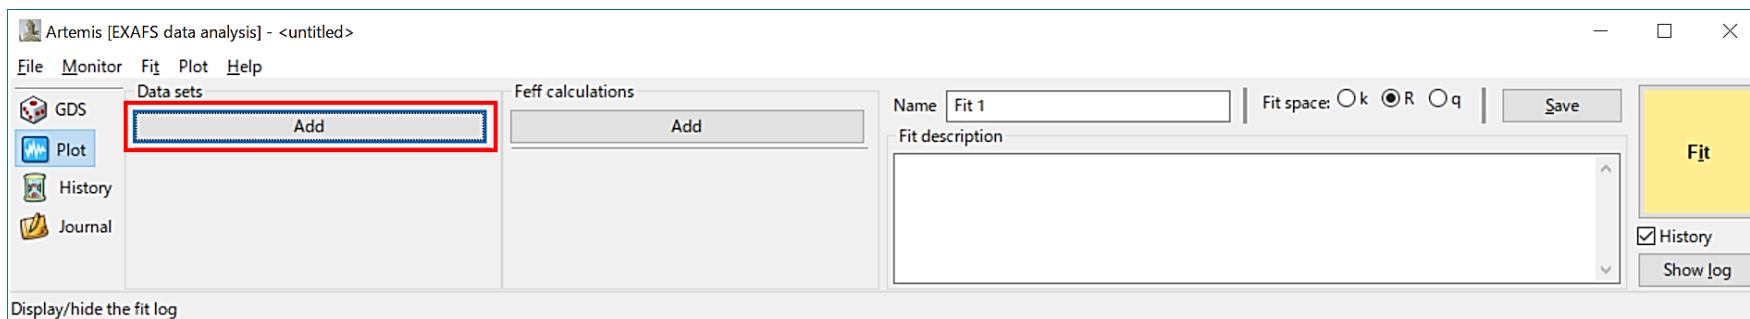 Artemis [EXAFS data analysis] - <untitled>
File Monitor Fit Plot Help
GDS
Plot
History
Journal
Data sets
Add
Feff calculations
Add
Name Fit 1
Fit space: k R q
Save
Fit description
Fit
History
Show log
Display/hide the fit log